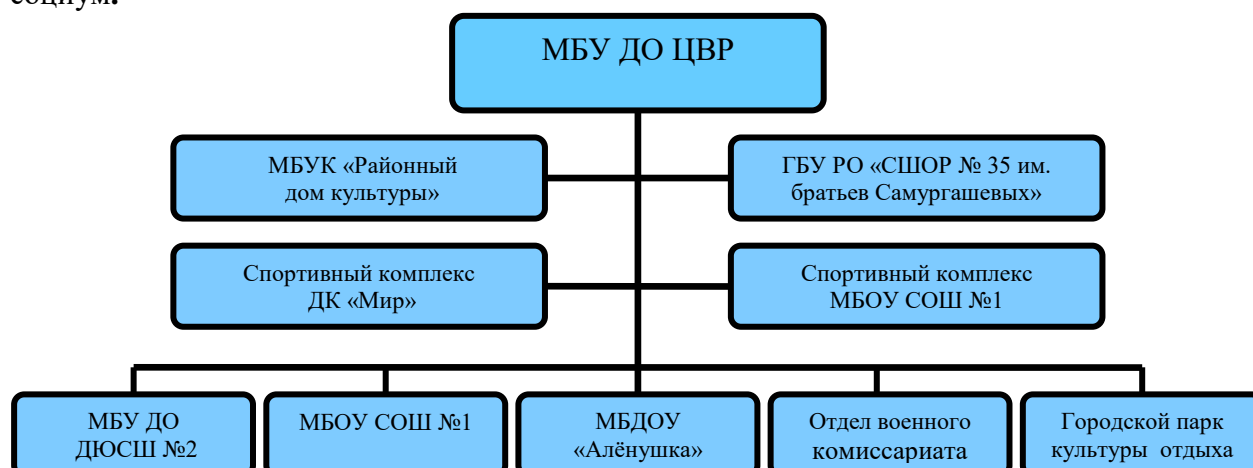 социум.
МБУ ДО ЦВР
МБУК «Районный
дом культуры»
ГБУ РО «СШОР № 35 им.
братьев Самургашевых»
Спортивный комплекс
ДК «Мир»
Спортивный комплекс
МБОУ СОШ №1
МБУ ДО
ДЮСШ №2
МБОУ СОШ №1
МБДОУ
«Алёнушка»
Отдел военного
комиссариата
Городской парк
культуры отдыха